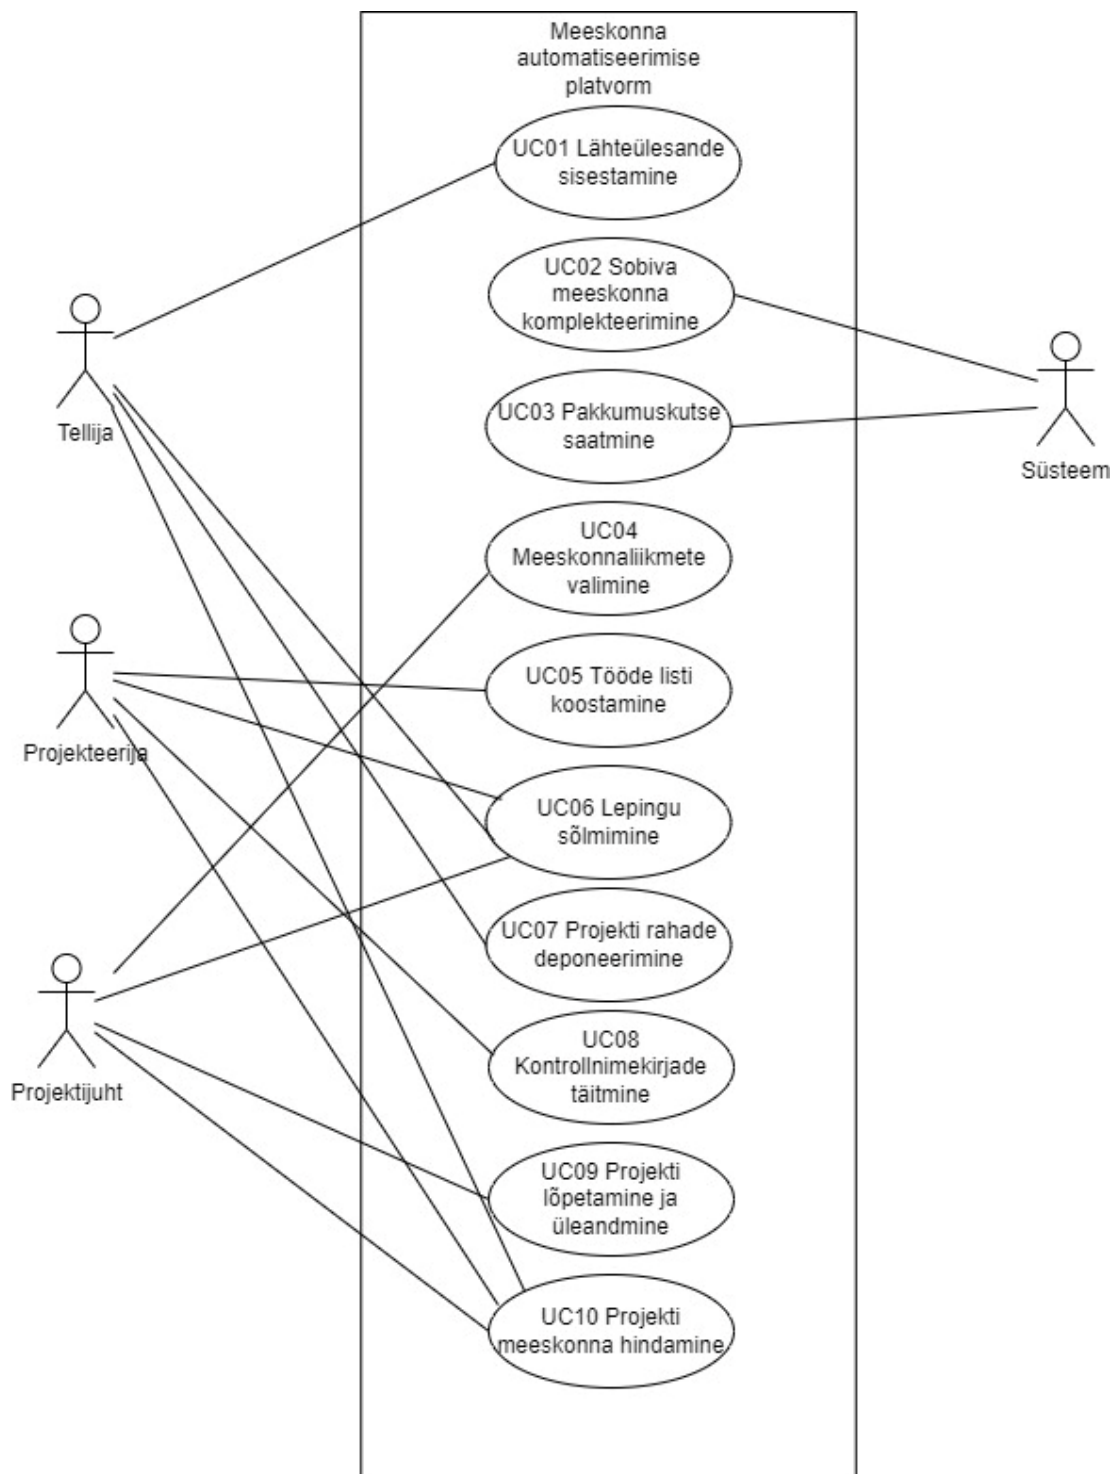 Meeskonna
automatiseerimise
platvorm
UC01 Lähteülesande
sisestamine
UC02 Sobiva
meeskonna
komplekteerimine
UC03 Pakkumuskutse
saatmine
UC04
Meeskonnaliikmete
valimine
UC05 Tööde listi
koostamine
UC06 Lepingu
sõlmimine
UC07 Projekti rahade
deponeerimine
UC08
Kontrollnimekirjade
täitmine
UC09 Projekti
lõpetamine ja
üleandmine
UC10 Projekti
meeskonna hindamine
Tellija
Projekteerija
Projektijuht
Süsteem